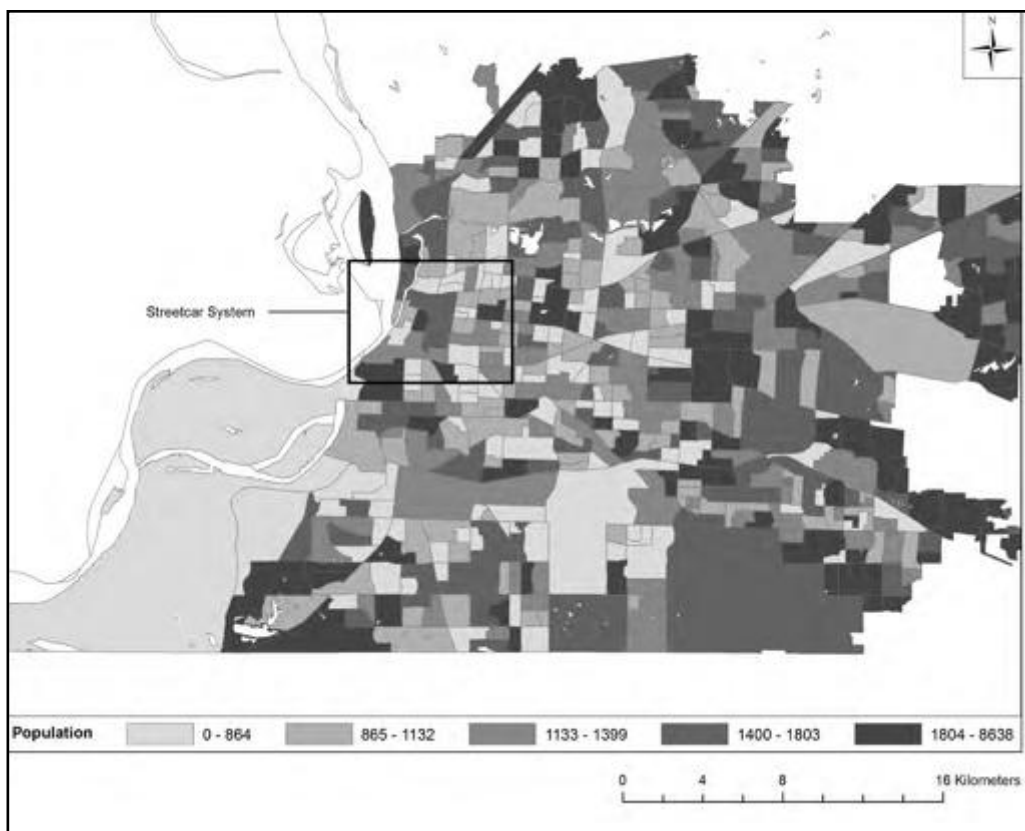 N
Streetcar System
Population 0 - 864 865 - 1132 1133 - 1399 1400 - 1803 1804 - 8638
0 4 8 16 Kilometers